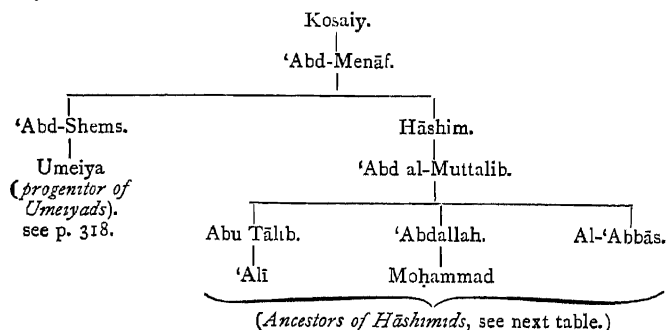 Kosaiy.
‘Abd-Menāf.
‘Abd-Shems. Hāshim.
Umeiya ‘Abd al-Muttalib.
(progenitor of
Umeiyads).
see p. 318.
Abu Tālib. ‘Abdallah. Al-‘Abbās.
‘Alī Moḥammad
(Ancestors of Hāshimids, see next table.)